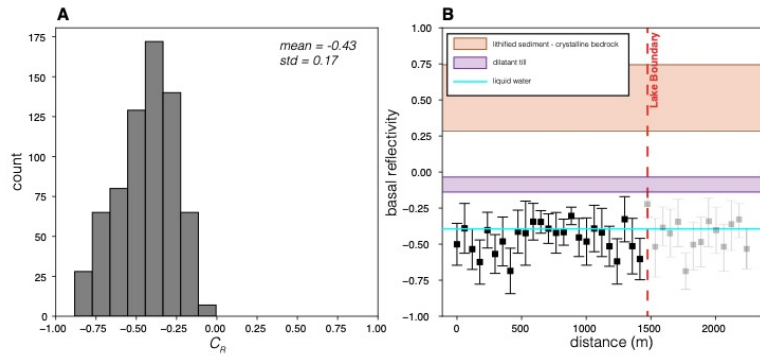 A
mean = -0.43
std = 0.17
count
175
150
125
100
75
50
25
0
−1.00 −0.75 −0.50 −0.25 0.00 0.25 0.50 0.75 1.00
C_R
B
lithified sediment - crystalline bedrock
dilatant till
liquid water
Lake Boundary
basal reflectivity
1.00
0.75
0.50
0.25
0.00
−0.25
−0.50
−0.75
−1.00
0 500 1000 1500 2000
distance (m)